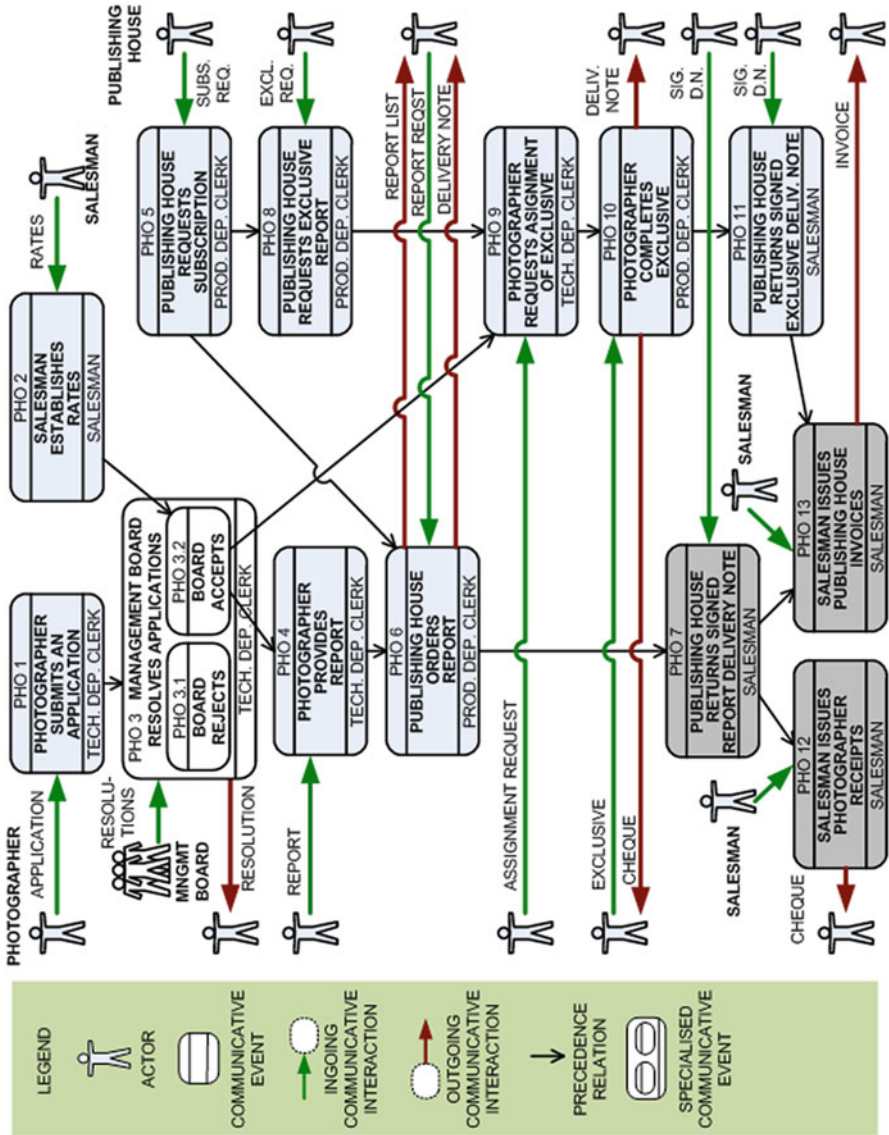 LEGEND
ACTOR
COMMUNICATIVE
EVENT
INGOING
COMMUNICATIVE
INTERACTION
OUTGOING
COMMUNICATIVE
INTERACTION
PRECEDENCE
RELATION
SPECIALISED
COMMUNICATIVE
EVENT
PHOTOGRAPHER
APPLICATION
PHO 1
PHOTOGRAPHER
SUBMITS AN
APPLICATION
TECH. DEP. CLERK
PHO 2
SALESMAN
ESTABLISHES
RATES
SALESMAN
RATES
SALESMAN
RESOLU-
TIONS
MNGMT
BOARD
RESOLUTION
PHO 3
MANAGEMENT BOARD
RESOLVES APPLICATIONS
PHO 3.1
BOARD
REJECTS
PHO 3.2
BOARD
ACCEPTS
TECH. DEP. CLERK
PUBLISHING
HOUSE
SUBS.
REQ.
PHO 5
PUBLISHING HOUSE
REQUESTS
SUBSCRIPTION
PROD. DEP. CLERK
EXCL.
REQ.
PHO 8
PUBLISHING HOUSE
REQUESTS EXCLUSIVE
REPORT
PROD. DEP. CLERK
REPORT
PHO 4
PHOTOGRAPHER
PROVIDES
REPORT
TECH. DEP. CLERK
PHO 6
PUBLISHING HOUSE
ORDERS
REPORT
PROD. DEP. CLERK
REPORT LIST
REPORT REQST
DELIVERY NOTE
ASSIGNMENT REQUEST
PHO 9
PHOTOGRAPHER
REQUESTS ASIGNMENT
OF EXCLUSIVE
TECH. DEP. CLERK
EXCLUSIVE
CHEQUE
PHO 10
PHOTOGRAPHER
COMPLETES
EXCLUSIVE
PROD. DEP. CLERK
DELIV.
NOTE
SIG.
D.N.
PHO 7
PUBLISHING HOUSE
RETURNS SIGNED
REPORT DELIVERY NOTE
SALESMAN
SIG.
D.N.
PHO 11
PUBLISHING HOUSE
RETURNS SIGNED
EXCLUSIVE DELIV. NOTE
SALESMAN
SALESMAN
CHEQUE
PHO 12
SALESMAN ISSUES
PHOTOGRAPHER
RECEIPTS
SALESMAN
SALESMAN
PHO 13
SALESMAN ISSUES
PUBLISHING HOUSE
INVOICES
SALESMAN
INVOICE